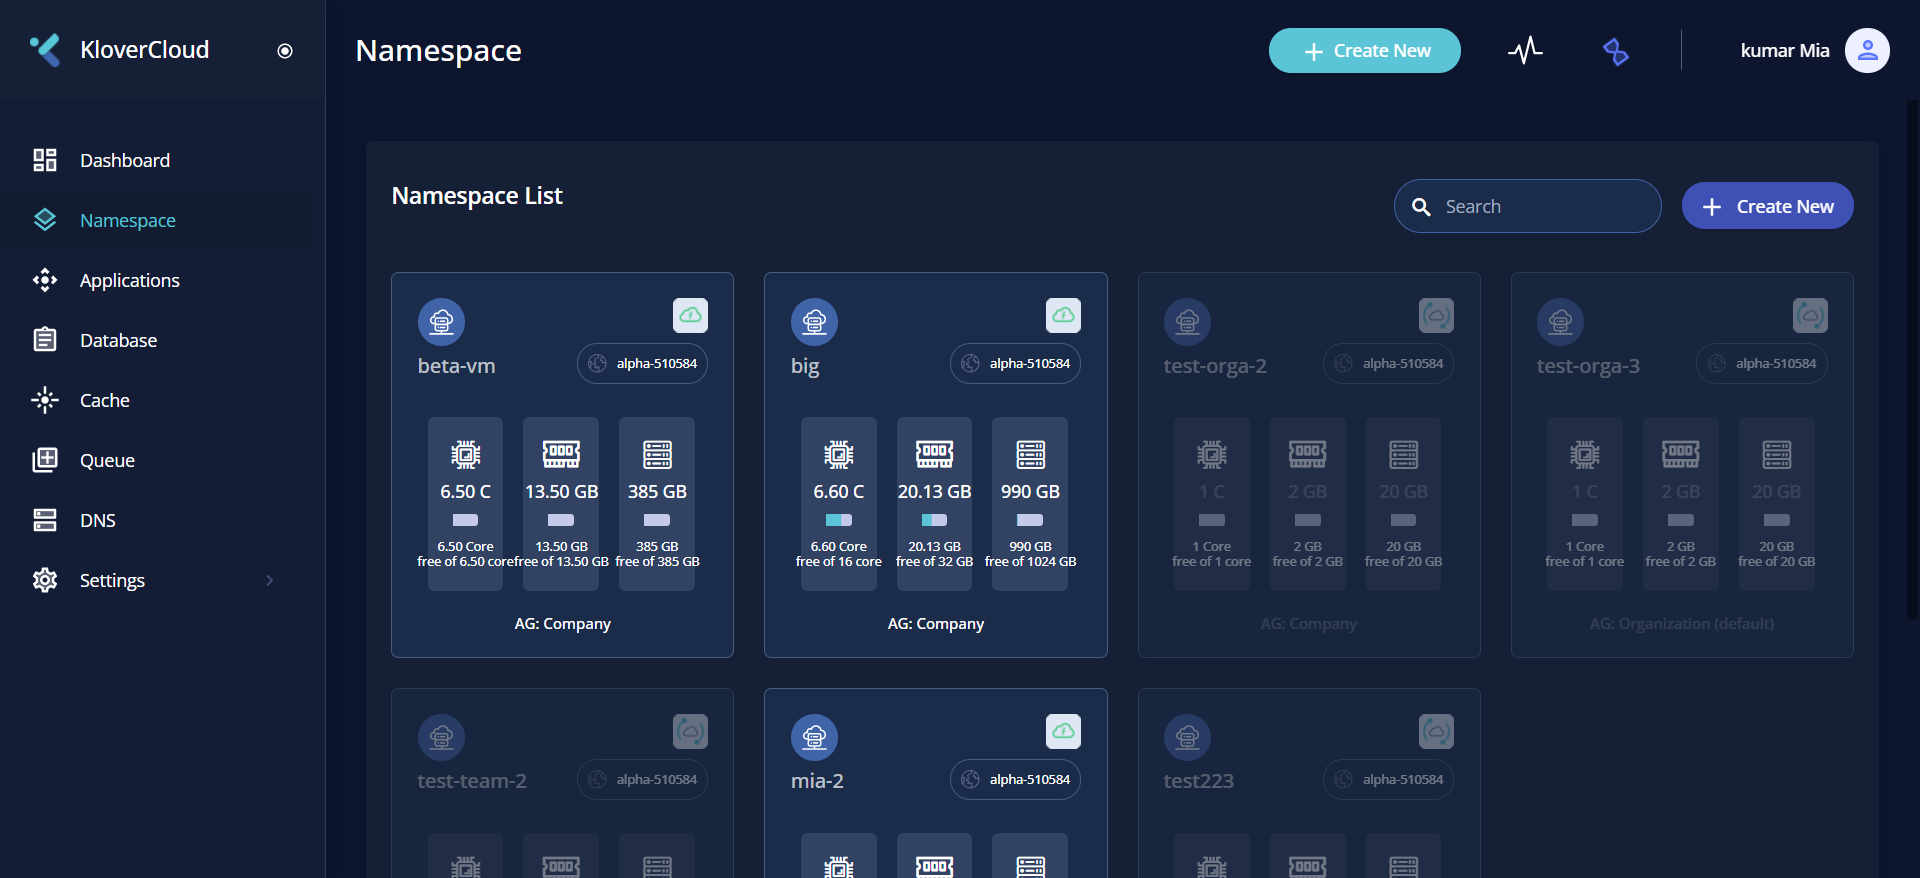 KloverCloud
Namespace
Create New
kumar Mia
Dashboard
Namespace
Applications
Database
Cache
Queue
DNS
Settings
Namespace List
Search
Create New
beta-vm
alpha-510584
6.50 C
13.50 GB
385 GB
6.50 Core
free of 6.50 core
13.50 GB
free of 13.50 GB
385 GB
free of 385 GB
AG: Company
big
alpha-510584
6.60 C
20.13 GB
990 GB
6.60 Core
free of 16 core
20.13 GB
free of 32 GB
990 GB
free of 1024 GB
AG: Company
test-orga-2
alpha-510584
1 C
2 GB
20 GB
1 Core
free of 1 core
2 GB
free of 2 GB
20 GB
free of 20 GB
AG: Company
test-orga-3
alpha-510584
1 C
2 GB
20 GB
1 Core
free of 1 core
2 GB
free of 2 GB
20 GB
free of 20 GB
AG: Organization (default)
test-team-2
alpha-510584
mia-2
alpha-510584
test223
alpha-510584